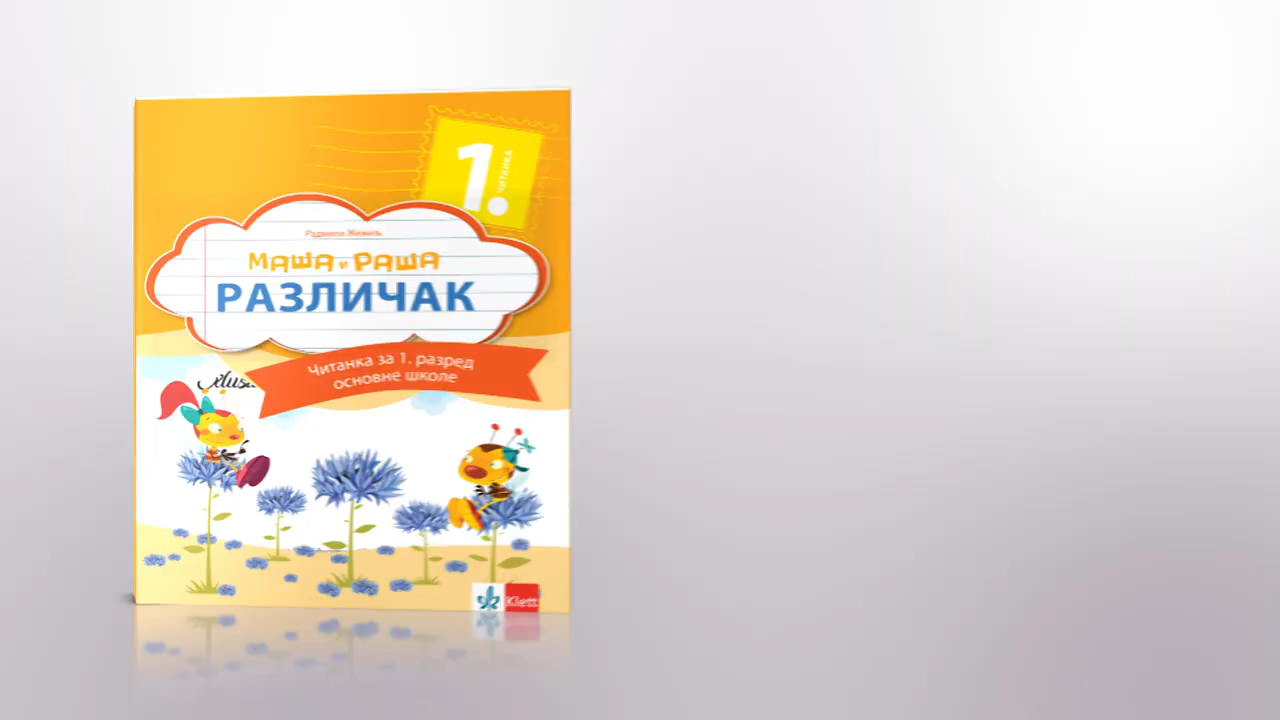 1.
ЧИТАНКА
Радмила Жежељ
МАША и РАША
РАЗЛИЧАК
Читанка за 1. разред
основне школе
Klett